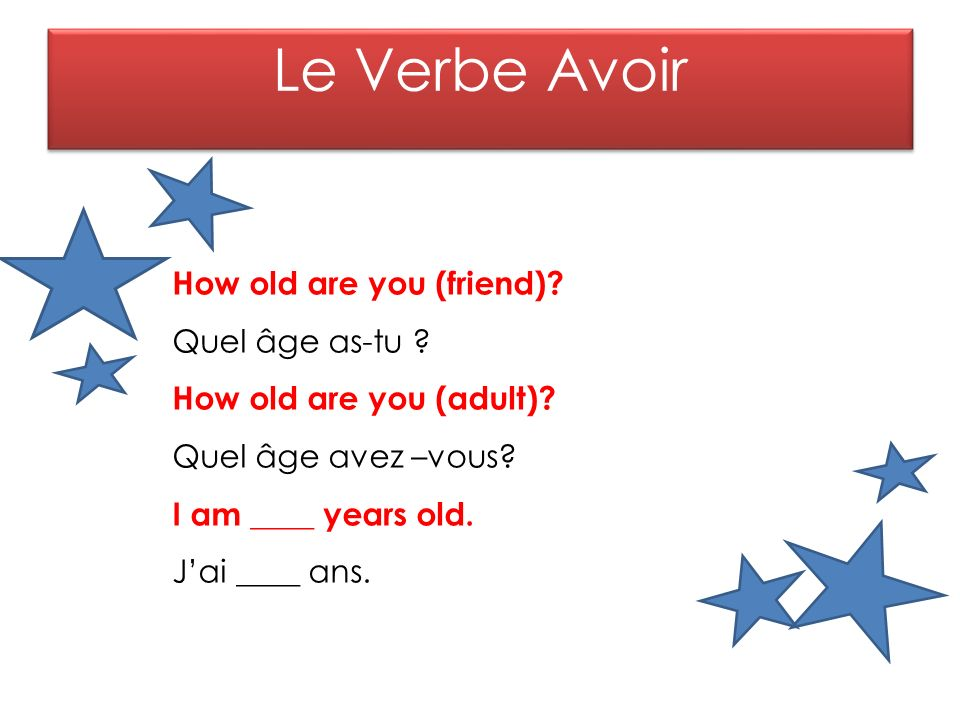 Le Verbe Avoir
How old are you (friend)?
Quel âge as-tu ?
How old are you (adult)?
Quel âge avez –vous?
I am ____ years old.
J’ai ____ ans.